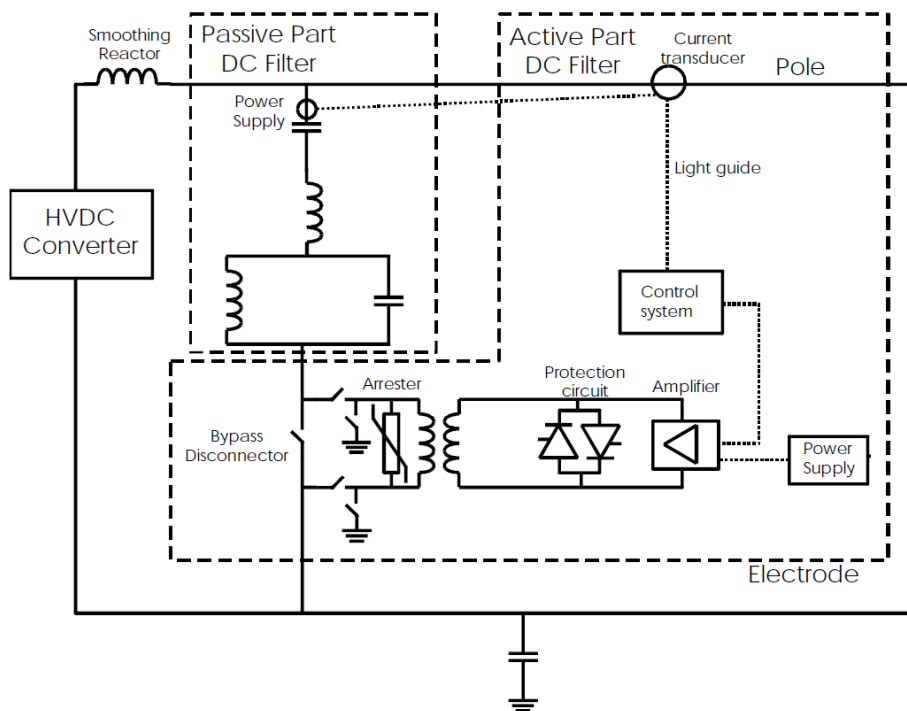 Smoothing
Reactor
Passive Part
DC Filter
Active Part
DC Filter
Current
transducer
Pole
Power
Supply
Light guide
HVDC
Converter
Control
system
Arrester
Protection
circuit
Amplifier
Bypass
Disconnector
Power
Supply
Electrode